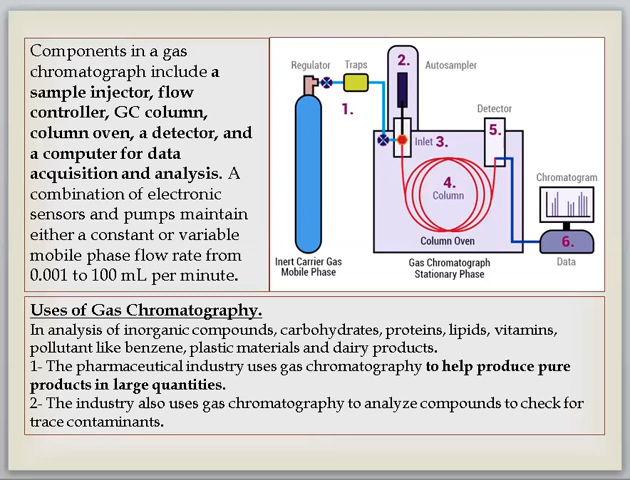 Components in a gas
chromatograph include a
sample injector, flow
controller, GC column,
column oven, a detector, and
a computer for data
acquisition and analysis. A
combination of electronic
sensors and pumps maintain
either a constant or variable
mobile phase flow rate from
0.001 to 100 mL per minute.
Regulator
Traps
2.
Autosampler
1.
Detector
Inlet 3.
5.
4.
Column
Chromatogram
Column Oven
6.
Inert Carrier Gas
Mobile Phase
Gas Chromatograph
Stationary Phase
Data
Uses of Gas Chromatography.
In analysis of inorganic compounds, carbohydrates, proteins, lipids, vitamins,
pollutant like benzene, plastic materials and dairy products.
1- The pharmaceutical industry uses gas chromatography to help produce pure
products in large quantities.
2- The industry also uses gas chromatography to analyze compounds to check for
trace contaminants.